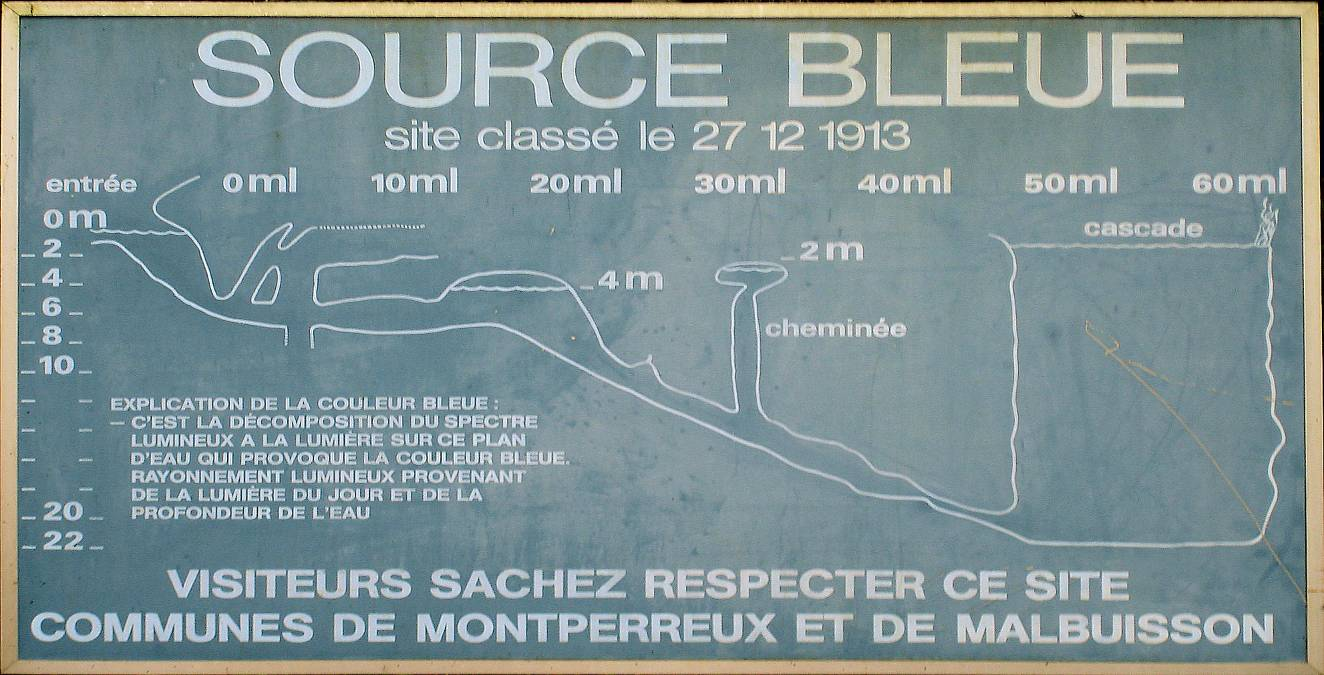 SOURCE BLEUE
site classé le 27 12 1913
entrée 0ml 10ml 20ml 30ml 40ml 50ml 60ml
0m
cascade
2
2m
4
4m
6
cheminée
8
10
EXPLICATION DE LA COULEUR BLEUE :
– C'EST LA DÉCOMPOSITION DU SPECTRE
LUMINEUX A LA LUMIÈRE SUR CE PLAN
D'EAU QUI PROVOQUE LA COULEUR BLEUE.
RAYONNEMENT LUMINEUX PROVENANT
DE LA LUMIÈRE DU JOUR ET DE LA
PROFONDEUR DE L'EAU
20
22
VISITEURS SACHEZ RESPECTER CE SITE
COMMUNES DE MONTPERREUX ET DE MALBUISSON